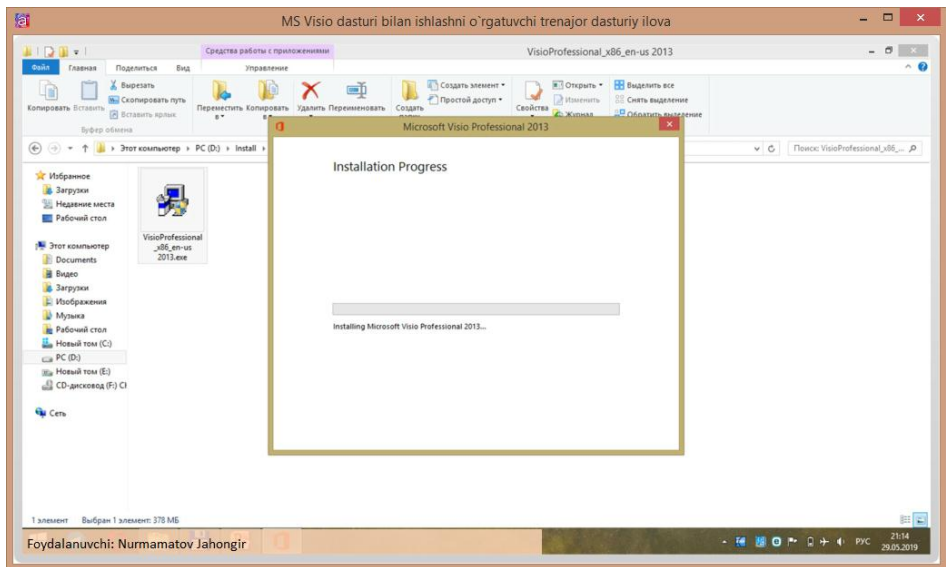 MS Visio dasturi bilan ishlashni o`rgatuvchi trenajor dasturiy ilova
Средства работы с приложениями
VisioProfessional_x86_en-us 2013
Файл Главная Поделиться Вид Управление
Копировать Вставить
Вырезать
Скопировать путь
Вставить ярлык
Буфер обмена
Переместить в
Копировать в
Удалить Переименовать
Создать
Создать элемент
Простой доступ
Свойства
Открыть
Изменить
Журнал
Выделить все
Снять выделение
Обратить выделение
Этот компьютер PC (D:) Install
Поиск: VisioProfessional_x86_...
Избранное
Загрузки
Недавние места
Рабочий стол
Этот компьютер
Documents
Видео
Загрузки
Изображения
Музыка
Рабочий стол
Новый том (C:)
PC (D:)
Новый том (E:)
CD-дисковод (F:)
Сеть
VisioProfessional
_x86_en-us
2013.exe
Microsoft Visio Professional 2013
Installation Progress
Installing Microsoft Visio Professional 2013...
1 элемент Выбран 1 элемент: 378 МБ
Foydalanuvchi: Nurmamatov Jahongir
РУС
21:14
29.05.2019